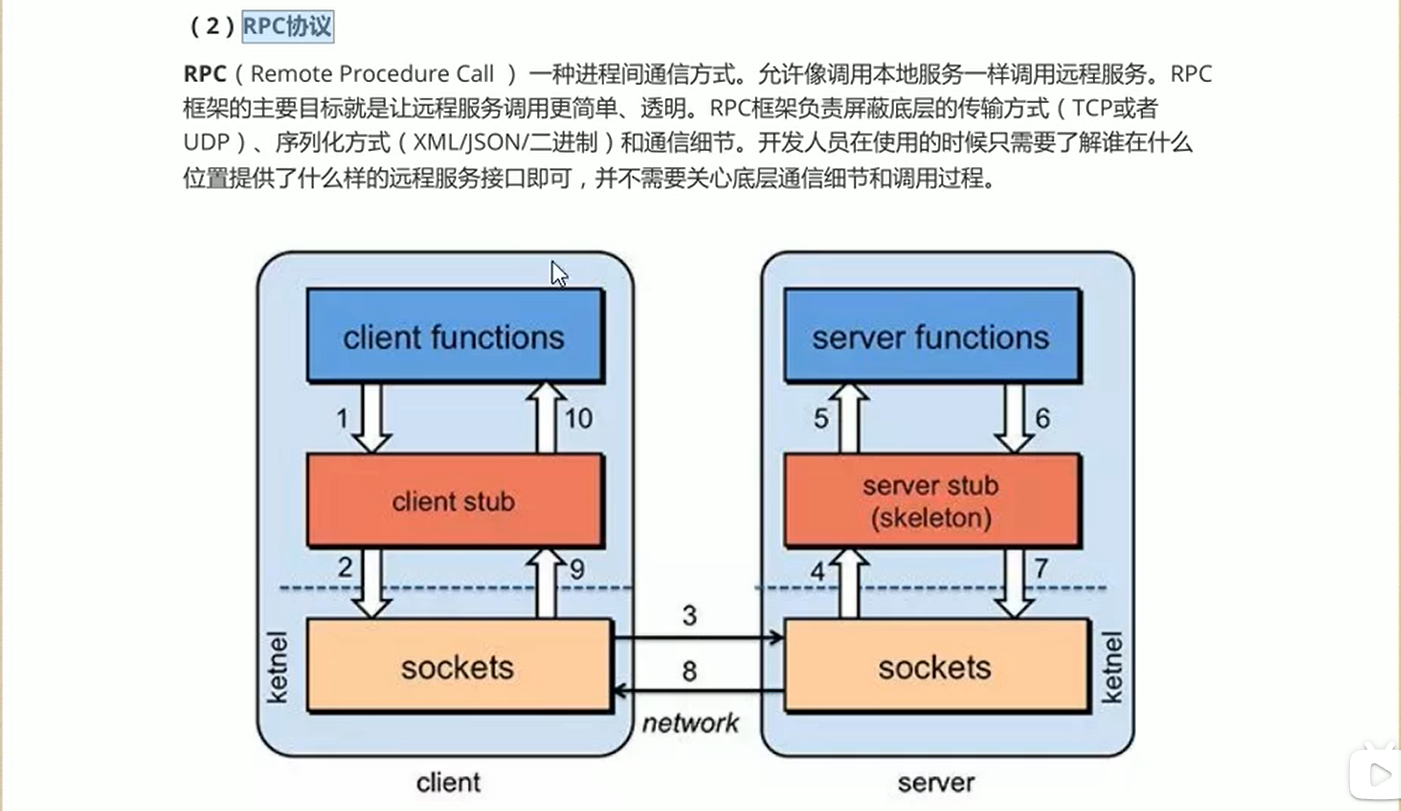 （2）RPC协议
RPC（Remote Procedure Call ） 一种进程间通信方式。允许像调用本地服务一样调用远程服务。RPC
框架的主要目标就是让远程服务调用更简单、透明。RPC框架负责屏蔽底层的传输方式（TCP或者
UDP）、序列化方式（XML/JSON/二进制）和通信细节。开发人员在使用的时候只需要了解谁在什么
位置提供了什么样的远程服务接口即可，并不需要关心底层通信细节和调用过程。
client functions
server functions
1
10
5
6
client stub
server stub
(skeleton)
2
9
4
7
3
ketnel
sockets
8
sockets
ketnel
network
client
server